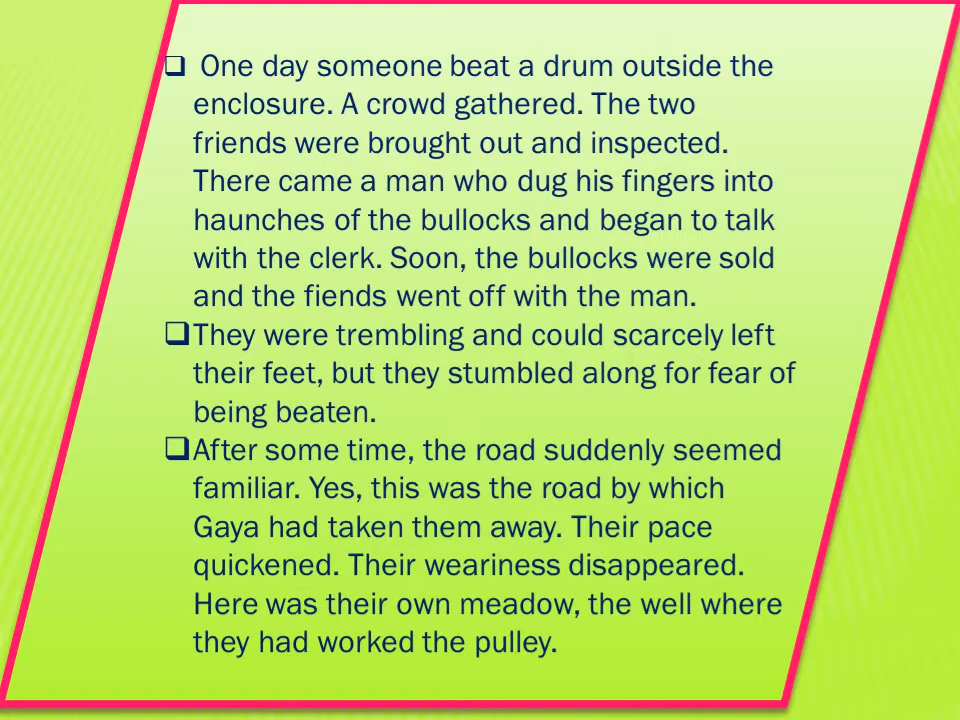 ❑ One day someone beat a drum outside the
enclosure. A crowd gathered. The two
friends were brought out and inspected.
There came a man who dug his fingers into
haunches of the bullocks and began to talk
with the clerk. Soon, the bullocks were sold
and the fiends went off with the man.
❑They were trembling and could scarcely left
their feet, but they stumbled along for fear of
being beaten.
❑After some time, the road suddenly seemed
familiar. Yes, this was the road by which
Gaya had taken them away. Their pace
quickened. Their weariness disappeared.
Here was their own meadow, the well where
they had worked the pulley.